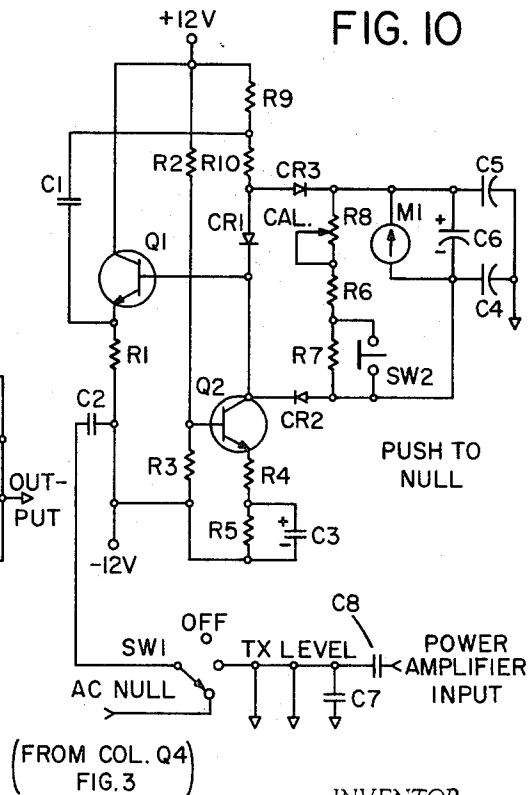 FIG. 10
+12V
R9
R2 R10
CR3
C5
C1
CR1
CAL.
R8
M1
+
C6
-
Q1
C4
R6
R1
R7
SW2
C2
Q2
CR2
PUSH TO
NULL
R3
R4
OUT-
PUT
R5
+
-
C3
-12V
C8
OFF
SW1
TX LEVEL
POWER
AMPLIFIER
INPUT
AC NULL
C7
(FROM COL. Q4)
FIG. 3
INVENTOR